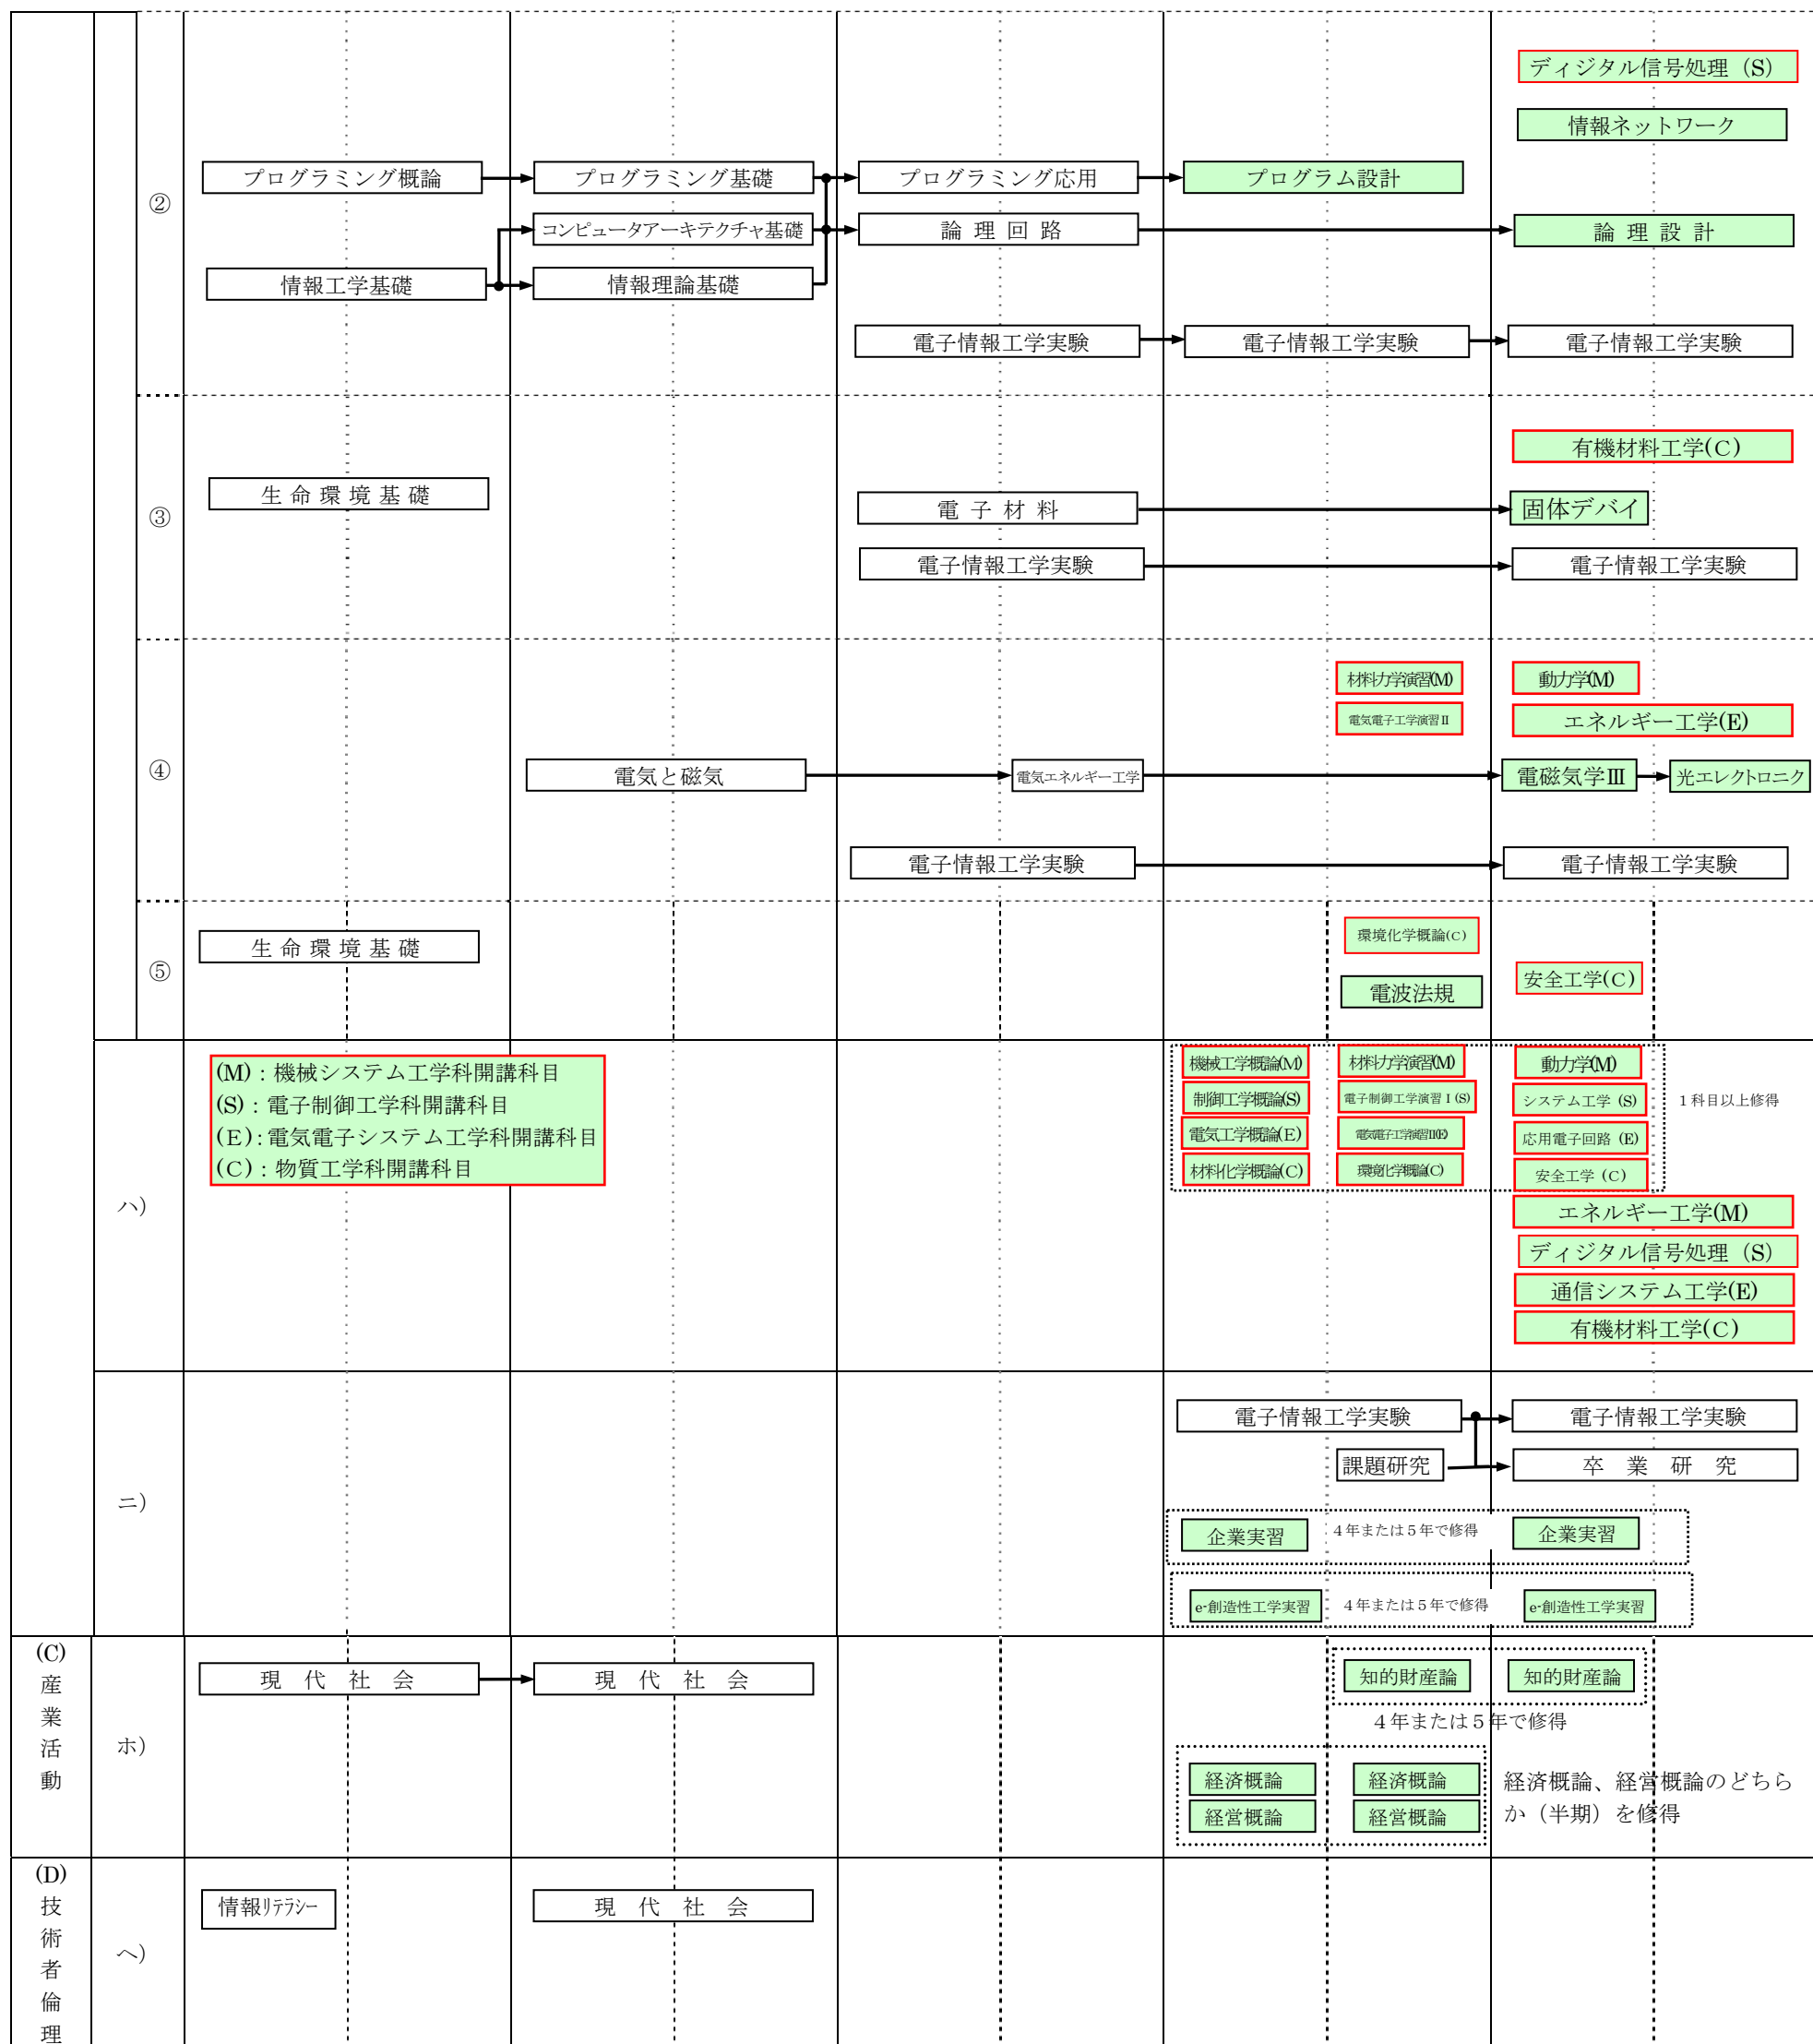 ②
ディジタル信号処理（S）
情報ネットワーク
プログラミング概論
プログラミング基礎
プログラミング応用
プログラム設計
コンピュータアーキテクチャ基礎
論 理 回 路
論 理 設 計
情報工学基礎
情報理論基礎
電子情報工学実験
電子情報工学実験
電子情報工学実験
③
有機材料工学(C)
生 命 環 境 基 礎
電 子 材 料
固体デバイ
電子情報工学実験
電子情報工学実験
④
材料力学演習(M)
動力学(M)
電気電子工学演習Ⅱ
エネルギー工学(E)
電気と磁気
電気エネルギー工学
電磁気学Ⅲ
光エレクトロニク
電子情報工学実験
電子情報工学実験
⑤
生 命 環 境 基 礎
環境化学概論(C)
電波法規
安全工学(C)
ハ）
(M)：機械システム工学科開講科目
(S)：電子制御工学科開講科目
(E)：電気電子システム工学科開講科目
(C)：物質工学科開講科目
機械工学概論(M)
材料力学演習(M)
動力学(M)
制御工学概論(S)
電子制御工学演習Ⅰ(S)
システム工学 (S)
1科目以上修得
電気工学概論(E)
電気電子工学演習Ⅱ(E)
応用電子回路 (E)
材料化学概論(C)
環境化学概論(C)
安全工学 (C)
エネルギー工学(M)
ディジタル信号処理（S）
通信システム工学(E)
有機材料工学(C)
ニ）
電子情報工学実験
電子情報工学実験
課題研究
卒 業 研 究
企業実習
４年または５年で修得
企業実習
e-創造性工学実習
４年または５年で修得
e-創造性工学実習
(C)
産
業
活
動
ホ）
現 代 社 会
現 代 社 会
知的財産論
知的財産論
４年または５年で修得
経済概論
経済概論
経営概論
経営概論
経済概論、経営概論のどちら
か（半期）を修得
(D)
技
術
者
倫
理
ヘ）
情報リテラシー
現 代 社 会